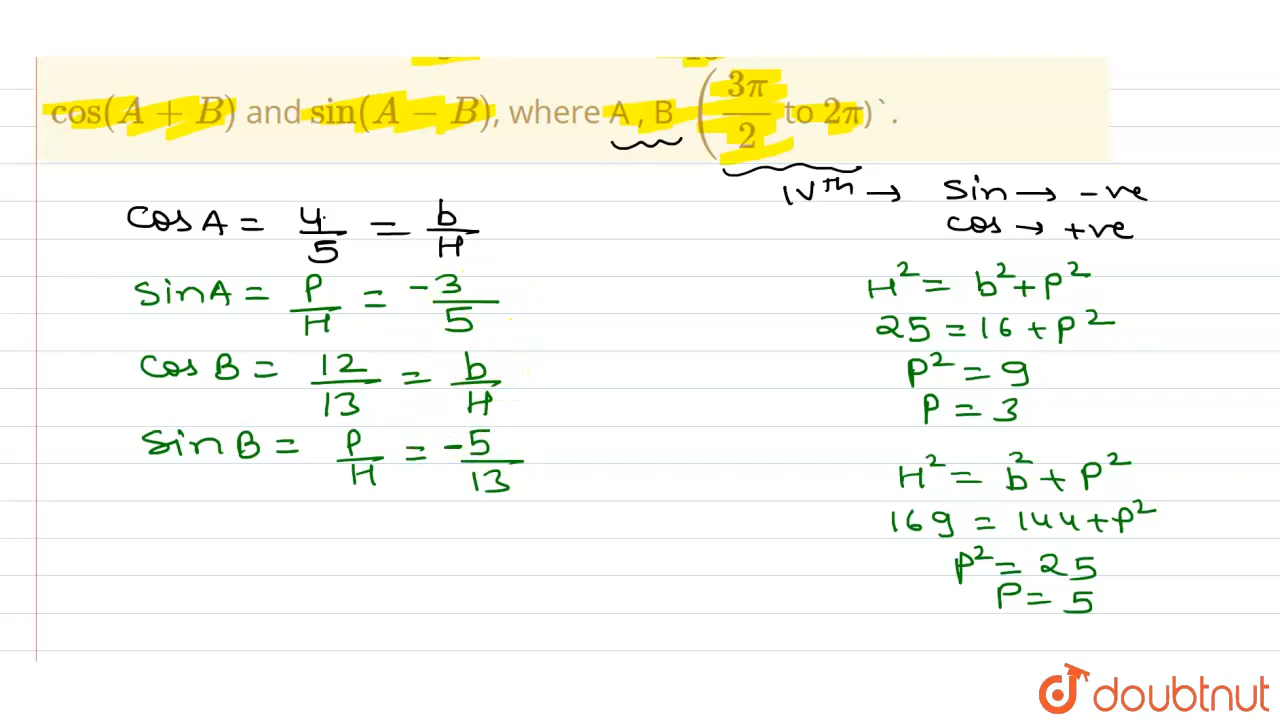 cos(A + B) and sin(A − B), where A , B (3π/2 to 2π)`.
IVth → sin → -ve
cos → +ve
cos A = 4/5 = b/H
sin A = P/H = -3/5
cos B = 12/13 = b/H
sin B = P/H = -5/13
H² = b² + P²
25 = 16 + P²
P² = 9
P = 3
H² = b² + P²
169 = 144 + P²
P² = 25
P = 5
doubtnut